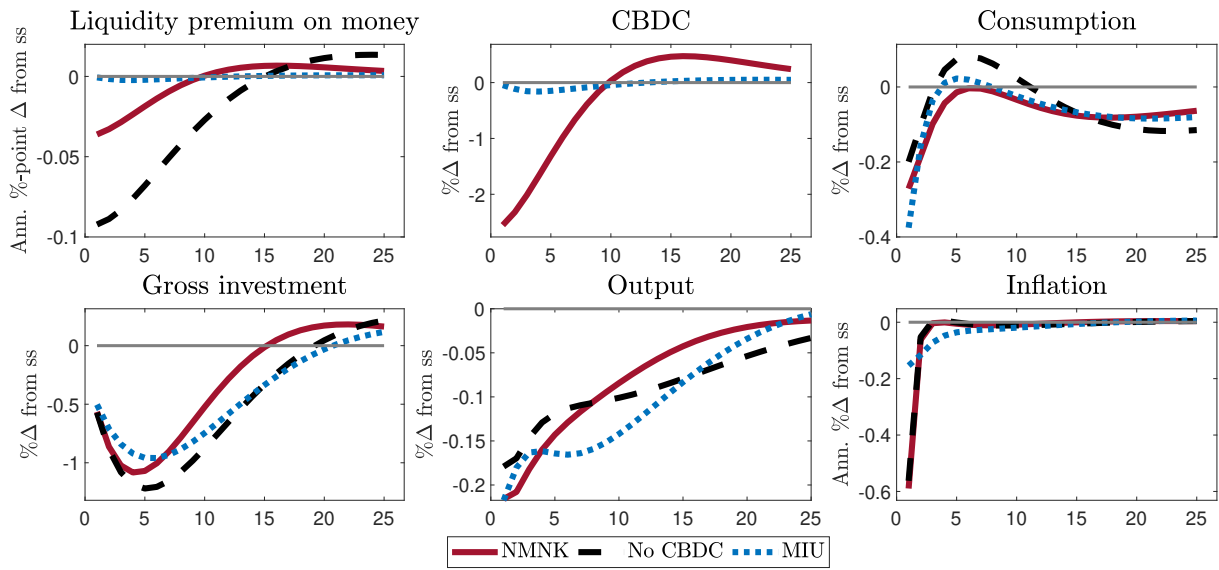 Liquidity premium on money
CBDC
Consumption
Ann. %-point Δ from ss
0
-0.05
-0.1
0 5 10 15 20 25
%Δ from ss
0
-1
-2
0 5 10 15 20 25
%Δ from ss
0
-0.2
-0.4
0 5 10 15 20 25
Gross investment
Output
Inflation
%Δ from ss
0
-0.5
-1
0 5 10 15 20 25
%Δ from ss
0
-0.05
-0.1
-0.15
-0.2
0 5 10 15 20 25
Ann. %Δ from ss
0
-0.2
-0.4
-0.6
0 5 10 15 20 25
NMNK No CBDC MIU